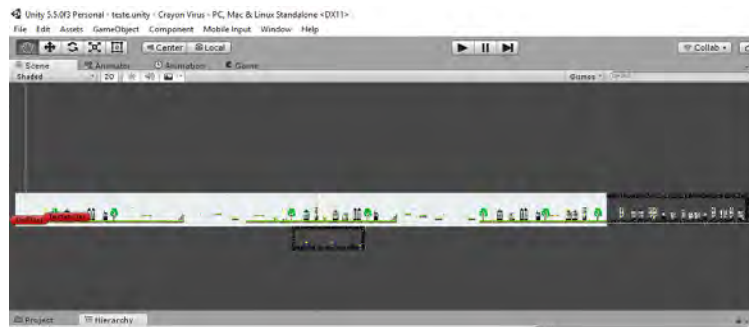 Unity 5.5.0f3 Personal - teste.unity - Crayon Virus - PC, Mac & Linux Standalone <DX11>
File Edit Assets GameObject Component Mobile Input Window Help
Center Local Collab
Scene Animator Animation Game
Shaded 2D Gizmos
Project Hierarchy